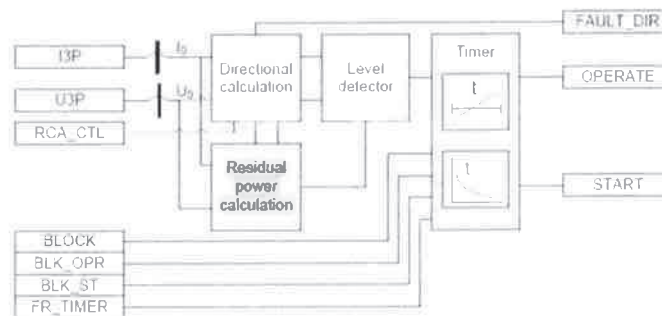 I3P
U3P
RCA_CTL
I0
U0
Directional
calculation
Level
detector
Timer
t
t
FAULT_DIR
OPERATE
START
Residual
power
calculation
BLOCK
BLK_OPR
BLK_ST
FR_TIMER